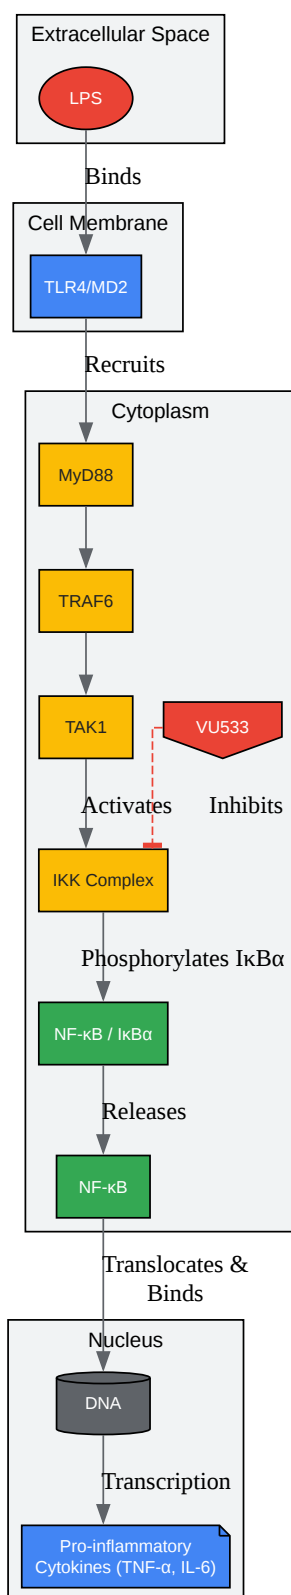 Extracellular Space
LPS
Binds
Cell Membrane
TLR4/MD2
Recruits
Cytoplasm
MyD88
TRAF6
TAK1
VU533
Activates
Inhibits
IKK Complex
Phosphorylates IκBα
NF-κB / IκBα
Releases
NF-κB
Translocates &
Binds
Nucleus
DNA
Transcription
Pro-inflammatory
Cytokines (TNF-α, IL-6)